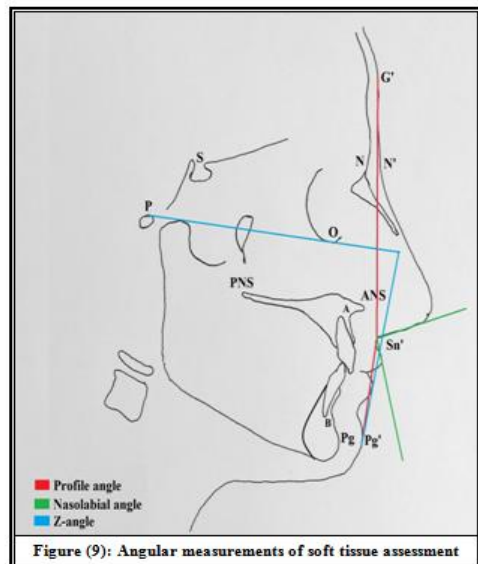 G'
N N'
S
P
O
PNS
ANS
A
Sn'
B
Pg Pg'
Profile angle
Nasolabial angle
Z-angle
Figure (9): Angular measurements of soft tissue assessment